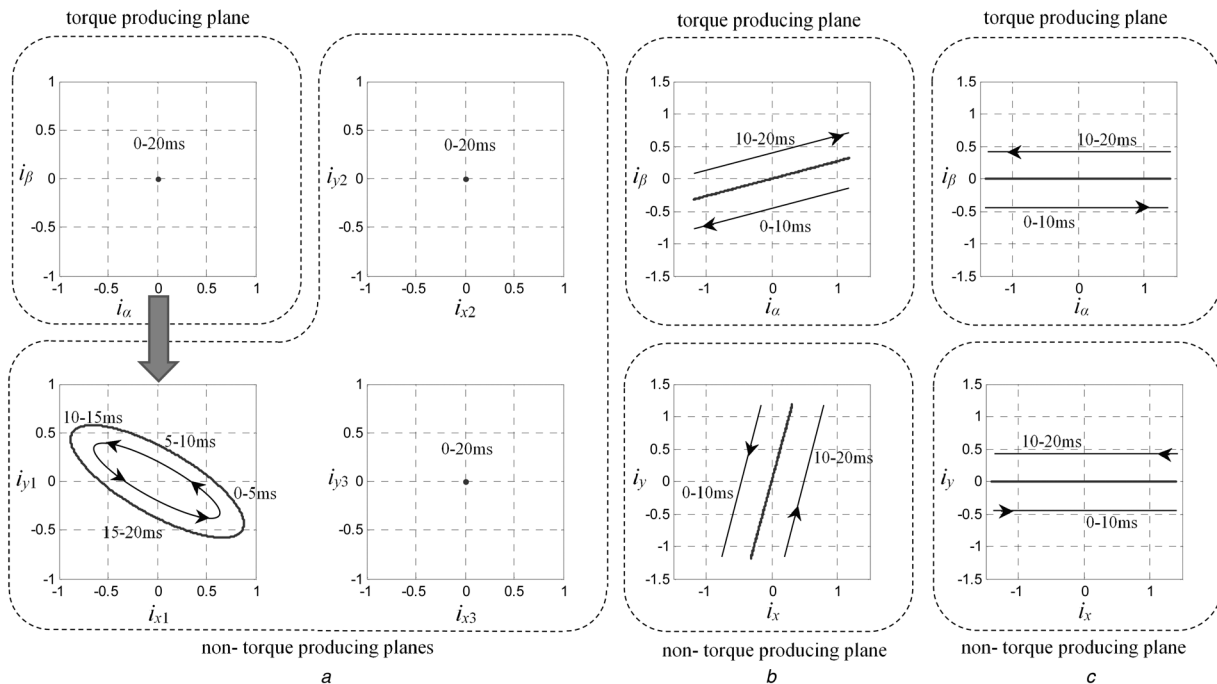 torque producing plane
1
0.5
0
-0.5
-1
iβ
0-20ms
-1 -0.5 0 0.5 1
iα
1
0.5
0
-0.5
-1
iy2
0-20ms
-1 -0.5 0 0.5 1
ix2
1
0.5
0
-0.5
-1
iy1
10-15ms
5-10ms
0-5ms
15-20ms
-1 -0.5 0 0.5 1
ix1
1
0.5
0
-0.5
-1
iy3
0-20ms
-1 -0.5 0 0.5 1
ix3
non- torque producing planes
a
torque producing plane
1.5
1
0.5
0
-0.5
-1
-1.5
iβ
10-20ms
0-10ms
-1 0 1
iα
1.5
1
0.5
0
-0.5
-1
-1.5
iy
0-10ms
10-20ms
-1 0 1
ix
non- torque producing plane
b
torque producing plane
1.5
1
0.5
0
-0.5
-1
-1.5
iβ
10-20ms
0-10ms
-1 0 1
iα
1.5
1
0.5
0
-0.5
-1
-1.5
iy
10-20ms
0-10ms
-1 0 1
ix
non- torque producing plane
c